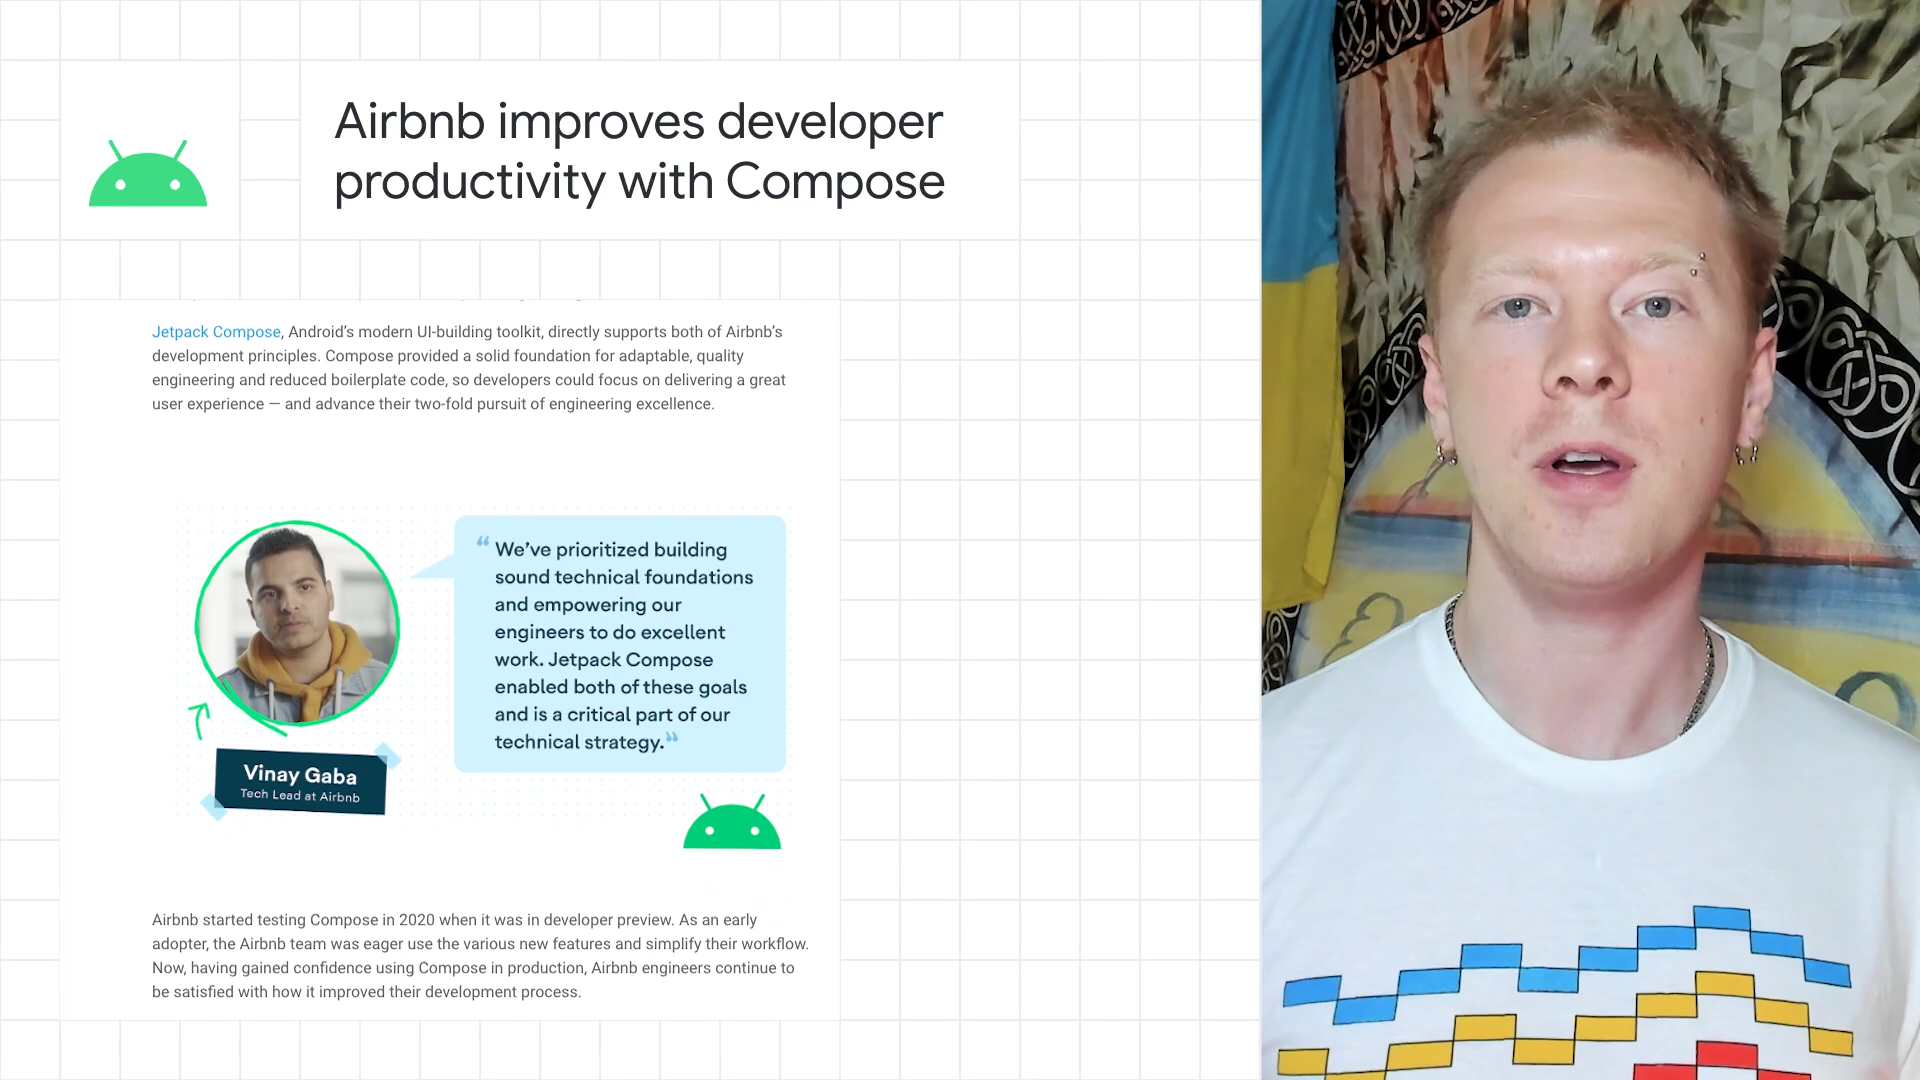 Airbnb improves developer
productivity with Compose
Jetpack Compose, Android’s modern UI-building toolkit, directly supports both of Airbnb’s
development principles. Compose provided a solid foundation for adaptable, quality
engineering and reduced boilerplate code, so developers could focus on delivering a great
user experience — and advance their two-fold pursuit of engineering excellence.
“We’ve prioritized building
sound technical foundations
and empowering our
engineers to do excellent
work. Jetpack Compose
enabled both of these goals
and is a critical part of our
technical strategy.”
Vinay Gaba
Tech Lead at Airbnb
Airbnb started testing Compose in 2020 when it was in developer preview. As an early
adopter, the Airbnb team was eager use the various new features and simplify their workflow.
Now, having gained confidence using Compose in production, Airbnb engineers continue to
be satisfied with how it improved their development process.